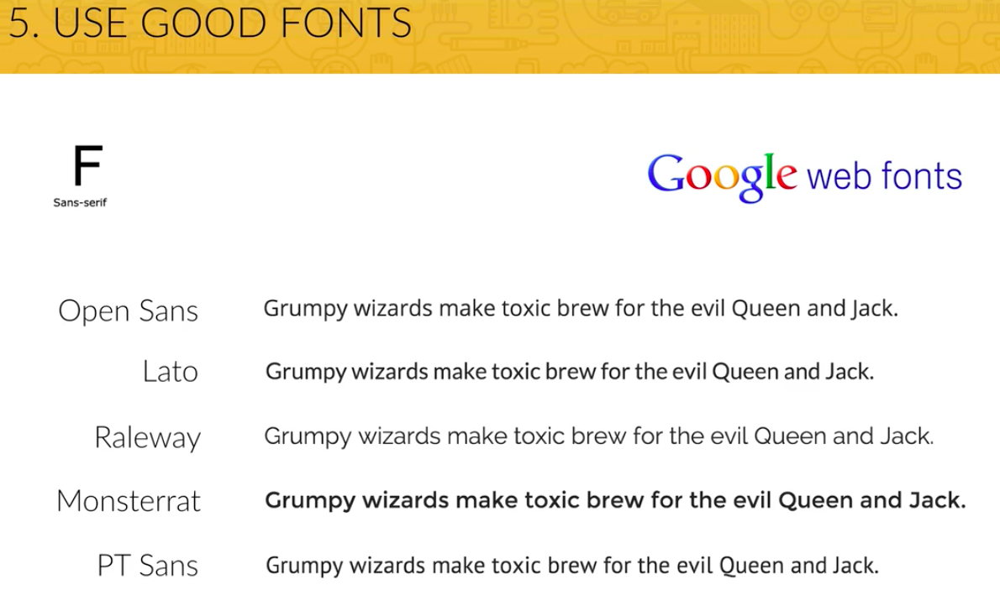 5. USE GOOD FONTS
F
Sans-serif
Google web fonts
Open Sans Grumpy wizards make toxic brew for the evil Queen and Jack.
Lato Grumpy wizards make toxic brew for the evil Queen and Jack.
Raleway Grumpy wizards make toxic brew for the evil Queen and Jack.
Monsterrat Grumpy wizards make toxic brew for the evil Queen and Jack.
PT Sans Grumpy wizards make toxic brew for the evil Queen and Jack.